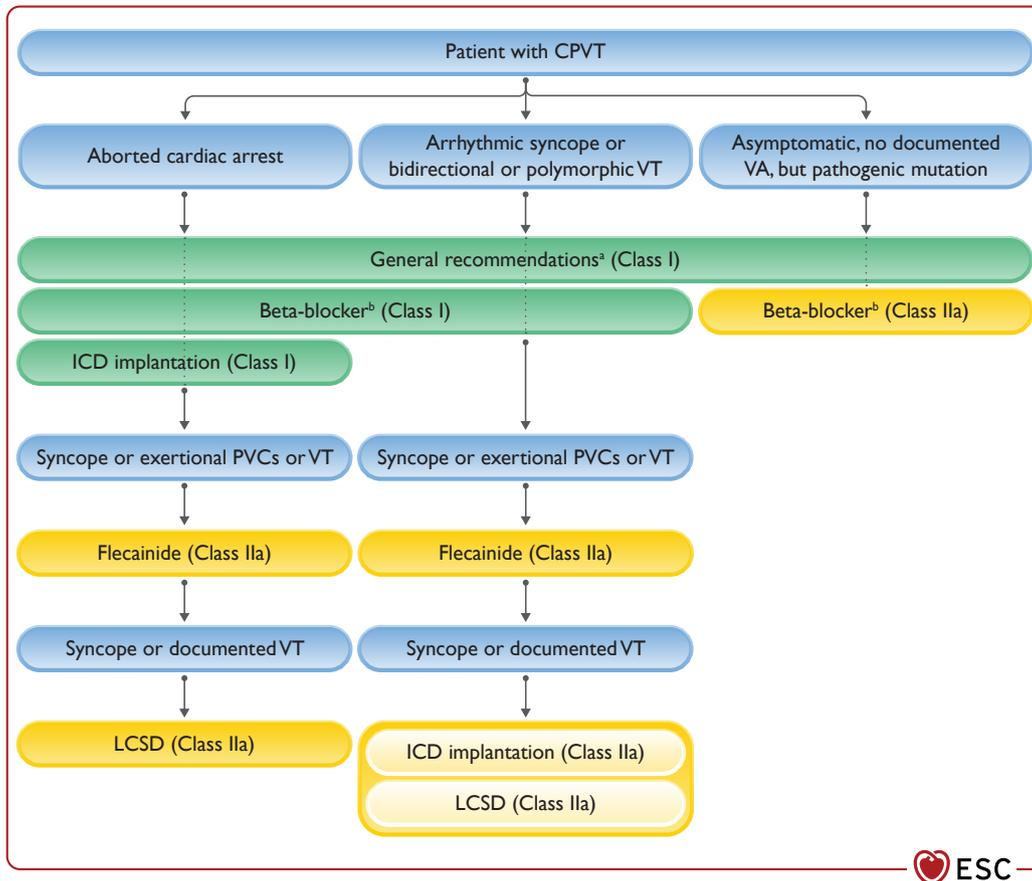 Patient with CPVT
Aborted cardiac arrest
Arrhythmic syncope or
bidirectional or polymorphic VT
Asymptomatic, no documented
VA, but pathogenic mutation
General recommendationsᵃ (Class I)
Beta-blockerᵇ (Class I)
Beta-blockerᵇ (Class IIa)
ICD implantation (Class I)
Syncope or exertional PVCs or VT
Syncope or exertional PVCs or VT
Flecainide (Class IIa)
Flecainide (Class IIa)
Syncope or documented VT
Syncope or documented VT
LCSD (Class IIa)
ICD implantation (Class IIa)
LCSD (Class IIa)
ESC